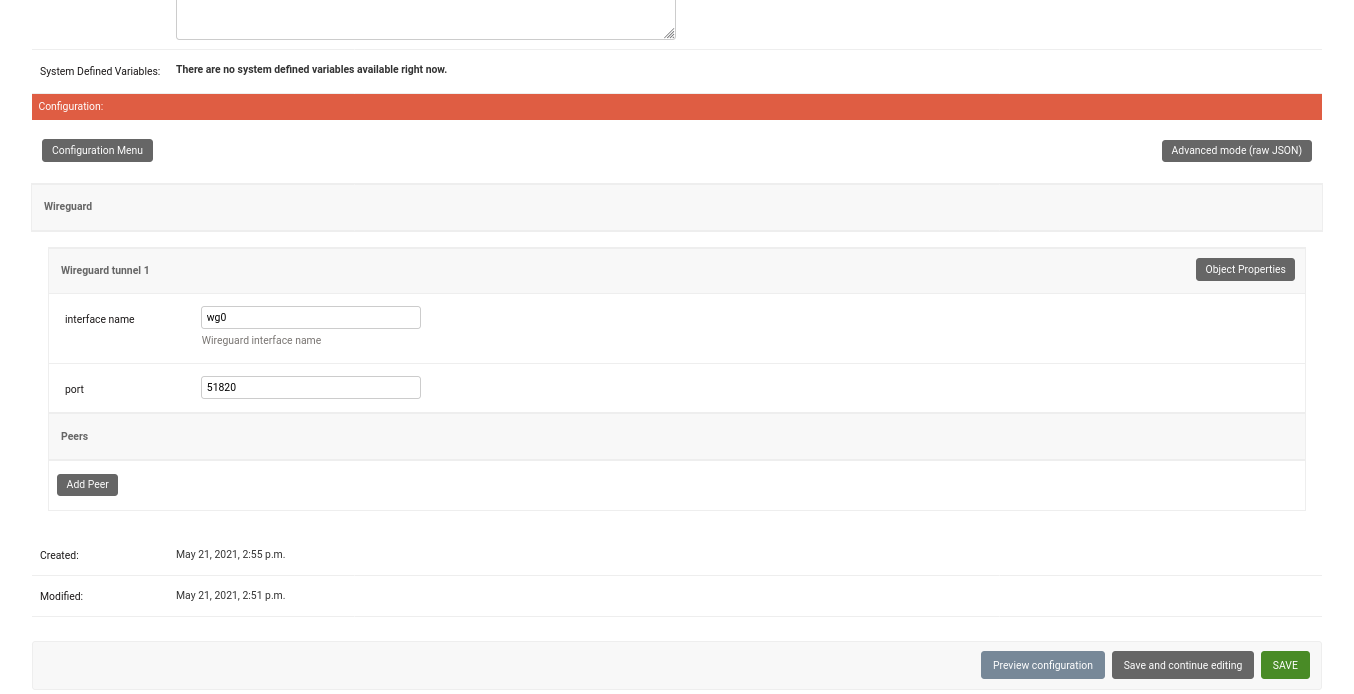 System Defined Variables: There are no system defined variables available right now.
Configuration:
Configuration Menu Advanced mode (raw JSON)
Wireguard
Wireguard tunnel 1 Object Properties
interface name wg0
Wireguard interface name
port 51820
Peers
Add Peer
Created: May 21, 2021, 2:55 p.m.
Modified: May 21, 2021, 2:51 p.m.
Preview configuration Save and continue editing SAVE